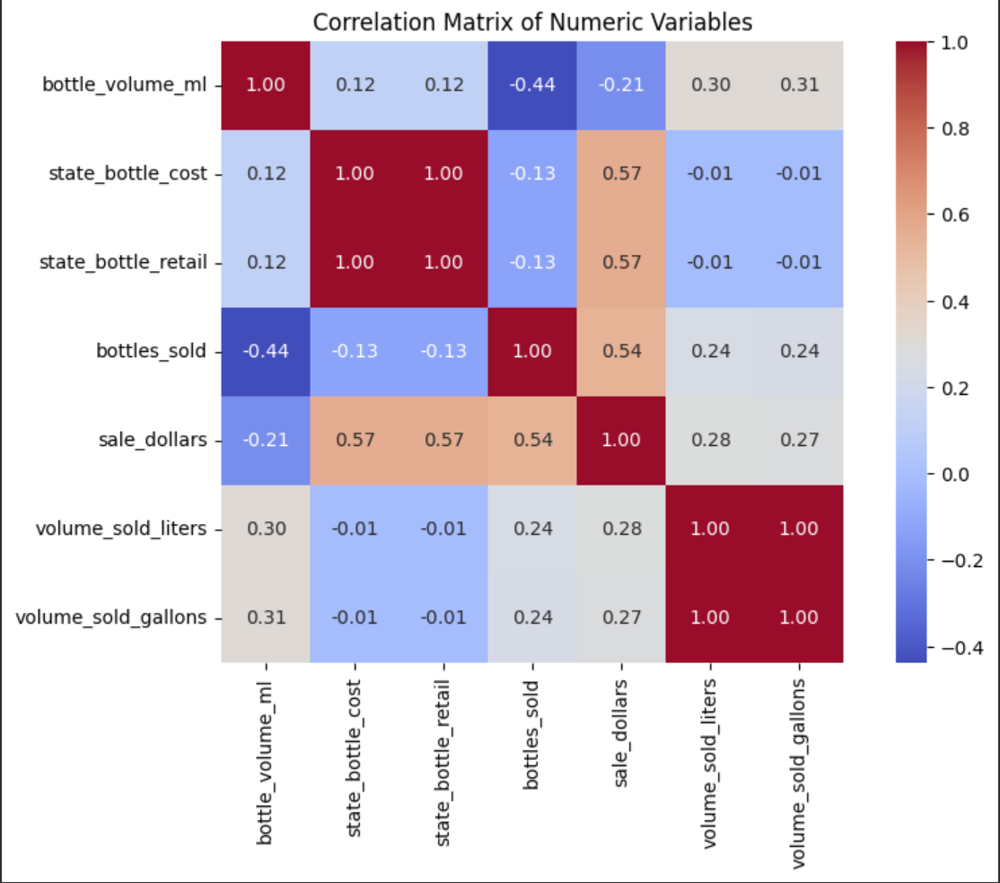 Correlation Matrix of Numeric Variables
bottle_volume_ml 1.00 0.12 0.12 -0.44 -0.21 0.30 0.31
state_bottle_cost 0.12 1.00 1.00 -0.13 0.57 -0.01 -0.01
state_bottle_retail 0.12 1.00 1.00 -0.13 0.57 -0.01 -0.01
bottles_sold -0.44 -0.13 -0.13 1.00 0.54 0.24 0.24
sale_dollars -0.21 0.57 0.57 0.54 1.00 0.28 0.27
volume_sold_liters 0.30 -0.01 -0.01 0.24 0.28 1.00 1.00
volume_sold_gallons 0.31 -0.01 -0.01 0.24 0.27 1.00 1.00
bottle_volume_ml
state_bottle_cost
state_bottle_retail
bottles_sold
sale_dollars
volume_sold_liters
volume_sold_gallons
1.0
0.8
0.6
0.4
0.2
0.0
−0.2
−0.4